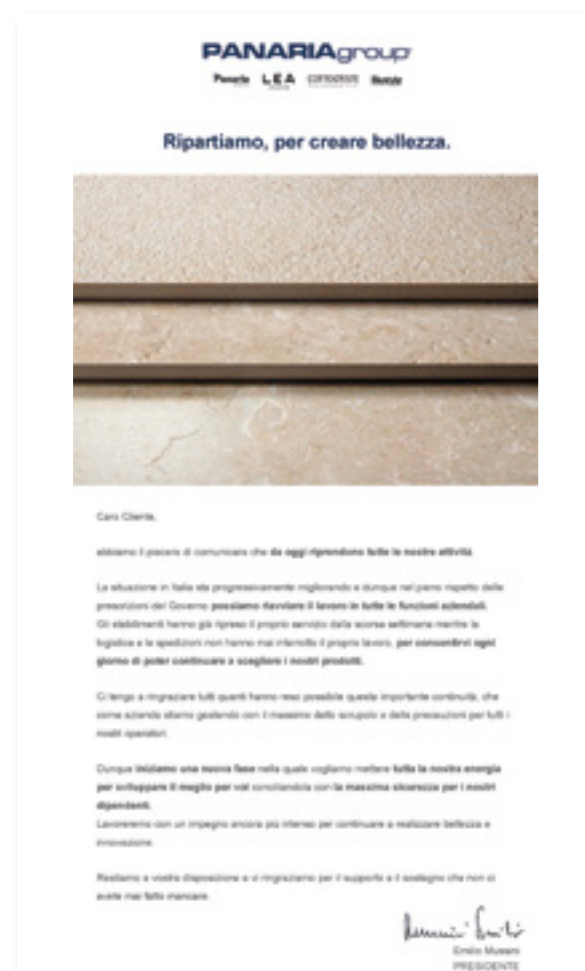 PANARIAgroup
Panaria LEA
Ripartiamo, per creare bellezza.
Caro Cliente,
abbiamo il piacere di comunicare che da oggi riprendono tutte le nostre attività.
La situazione in Italia sta progressivamente migliorando e dunque nel pieno rispetto delle
prescrizioni del Governo possiamo riavviare il lavoro in tutte le funzioni aziendali.
Gli stabilimenti hanno già ripreso il proprio servizio dalla scorsa settimana mentre la
logistica e le spedizioni non hanno mai interrotto il proprio lavoro, per consentirvi ogni
giorno di poter continuare a scegliere i nostri prodotti.
Ci tengo a ringraziare tutti quanti hanno reso possibile questa importante continuità, che
come azienda stiamo gestendo con il massimo dello scrupolo e delle precauzioni per tutti i
nostri operatori.
Dunque iniziamo una nuova fase nella quale vogliamo mettere tutta la nostra energia
per sviluppare il meglio per voi conciliandola con la massima sicurezza per i nostri
dipendenti.
Lavoreremo con un impegno ancora più intenso per continuare a realizzare bellezza e
innovazione.
Restiamo a vostra disposizione e vi ringraziamo per il supporto e il sostegno che non ci
avete mai fatto mancare.
Emilio Mussini
PRESIDENTE